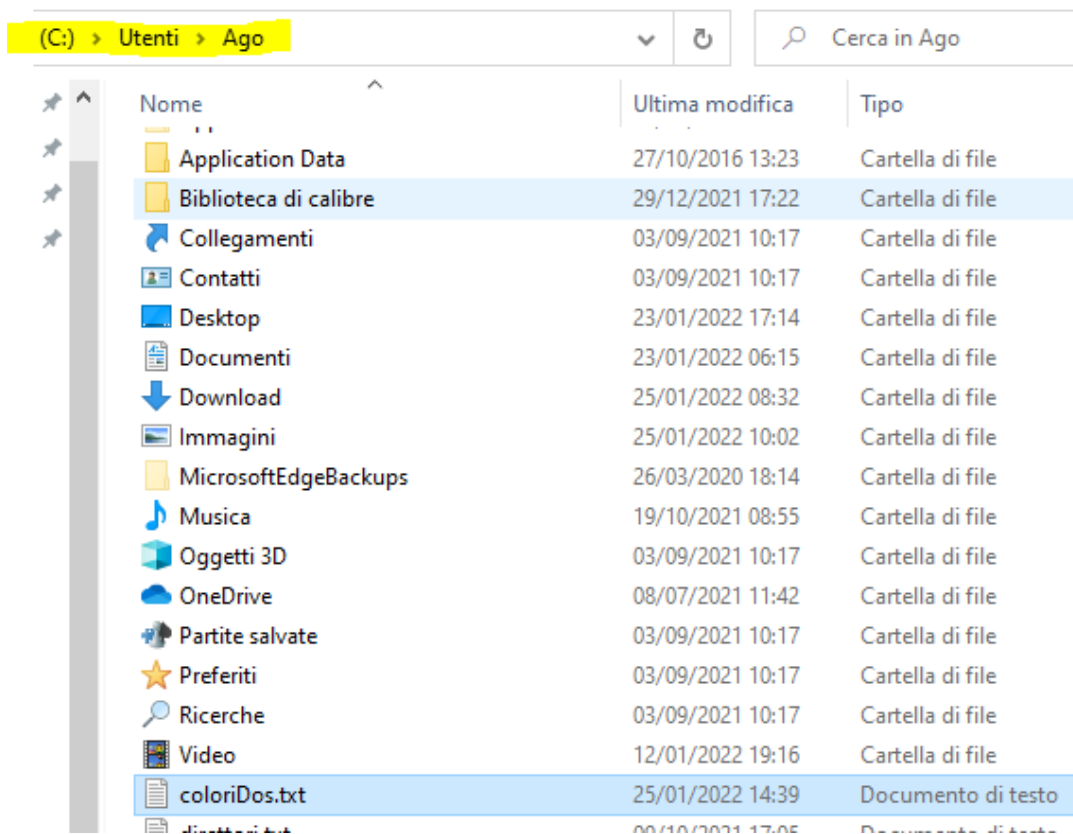 (C:) > Utenti > Ago Cerca in Ago
Nome Ultima modifica Tipo
Application Data 27/10/2016 13:23 Cartella di file
Biblioteca di calibre 29/12/2021 17:22 Cartella di file
Collegamenti 03/09/2021 10:17 Cartella di file
Contatti 03/09/2021 10:17 Cartella di file
Desktop 23/01/2022 17:14 Cartella di file
Documenti 23/01/2022 06:15 Cartella di file
Download 25/01/2022 08:32 Cartella di file
Immagini 25/01/2022 10:02 Cartella di file
MicrosoftEdgeBackups 26/03/2020 18:14 Cartella di file
Musica 19/10/2021 08:55 Cartella di file
Oggetti 3D 03/09/2021 10:17 Cartella di file
OneDrive 08/07/2021 11:42 Cartella di file
Partite salvate 03/09/2021 10:17 Cartella di file
Preferiti 03/09/2021 10:17 Cartella di file
Ricerche 03/09/2021 10:17 Cartella di file
Video 12/01/2022 19:16 Cartella di file
coloriDos.txt 25/01/2022 14:39 Documento di testo